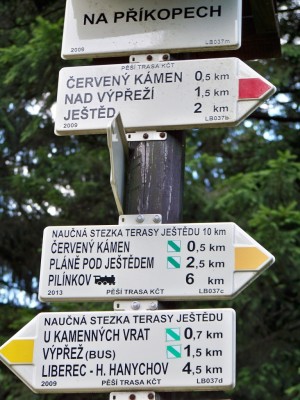 NA PŘÍKOPECH
2009 LB037m
PĚŠÍ TRASA KČT
ČERVENÝ KÁMEN 0,5 km
NAD VÝPŘEŽÍ 1,5 km
JEŠTĚD 2 km
2009 LB037b
NAUČNÁ STEZKA TERASY JEŠTĚDU 10 km
ČERVENÝ KÁMEN 0,5 km
PLÁNĚ POD JEŠTĚDEM 2,5 km
PILÍNKOV 6 km
2013 PĚŠÍ TRASA KČT LB037c
NAUČNÁ STEZKA TERASY JEŠTĚDU
U KAMENNÝCH VRAT 0,7 km
VÝPŘEŽ (BUS) 1,5 km
LIBEREC - H. HANYCHOV 4,5 km
2009 PĚŠÍ TRASA KČT LB037d